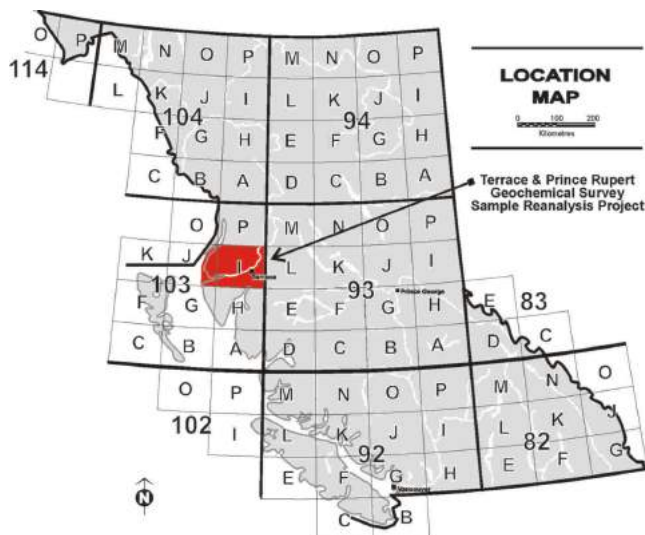 O P M N O P M N O P
114
LOCATION
MAP
L K J I L K J I
104 94
F G H E F G H
0 100 200
Kilometres
C B A D C B A
Terrace & Prince Rupert
Geochemical Survey
Sample Reanalysis Project
O P M N O P
K J I L K J I
103 93
Prince George
F G H E F G H E 83
C B A D C B A D C
O P M N O P M N O
102
I L K J I L K J
92 82
E F G H E F G
Vancouver
C B
N